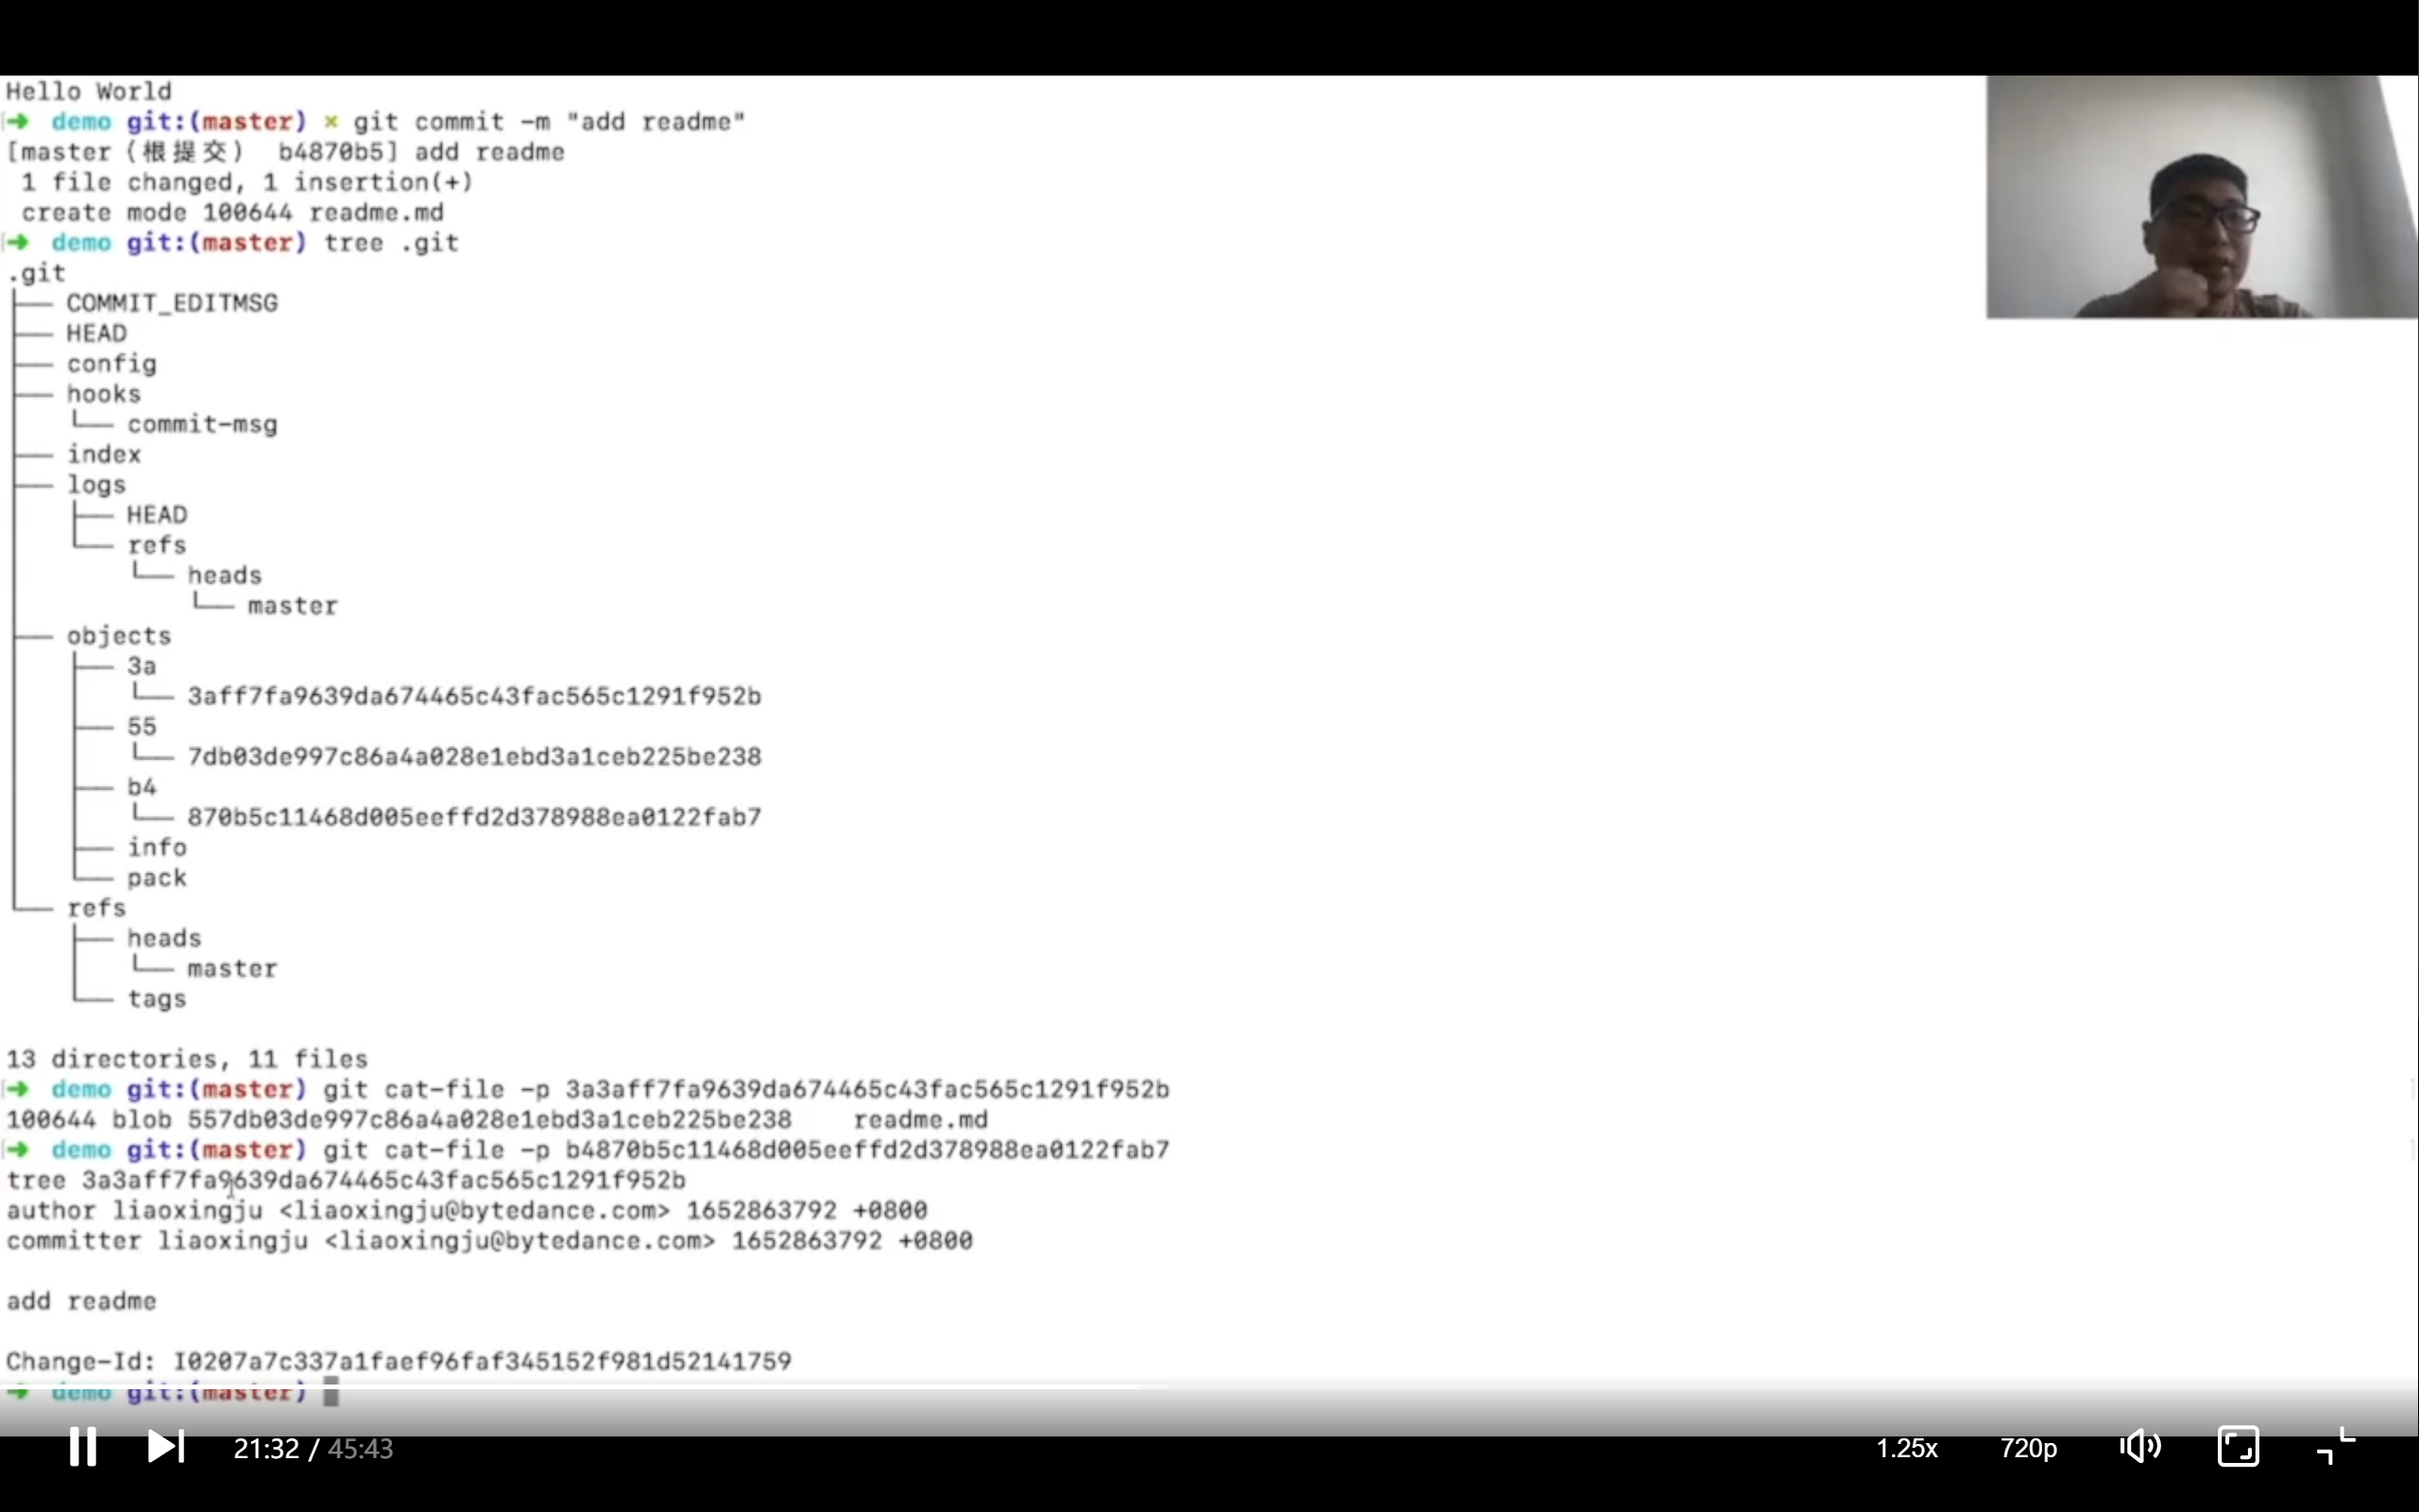 Hello World
➜ demo git:(master) × git commit -m "add readme"
[master (根提交) b4870b5] add readme
1 file changed, 1 insertion(+)
create mode 100644 readme.md
➜ demo git:(master) tree .git
.git
├── COMMIT_EDITMSG
├── HEAD
├── config
├── hooks
│   └── commit-msg
├── index
├── logs
│   ├── HEAD
│   └── refs
│       └── heads
│           └── master
├── objects
│   ├── 3a
│   │   └── 3aff7fa9639da674465c43fac565c1291f952b
│   ├── 55
│   │   └── 7db03de997c86a4a028e1ebd3a1ceb225be238
│   ├── b4
│   │   └── 870b5c11468d005eeffd2d378988ea0122fab7
│   ├── info
│   └── pack
└── refs
    ├── heads
    │   └── master
    └── tags
13 directories, 11 files
➜ demo git:(master) git cat-file -p 3a3aff7fa9639da674465c43fac565c1291f952b
100644 blob 557db03de997c86a4a028e1ebd3a1ceb225be238 readme.md
➜ demo git:(master) git cat-file -p b4870b5c11468d005eeffd2d378988ea0122fab7
tree 3a3aff7fa9639da674465c43fac565c1291f952b
author liaoxingju <liaoxingju@bytedance.com> 1652863792 +0800
committer liaoxingju <liaoxingju@bytedance.com> 1652863792 +0800
add readme
Change-Id: I0207a7c337a1faef96faf345152f981d52141759
➜ demo git:(master)
21:32 / 45:43
1.25x
720p